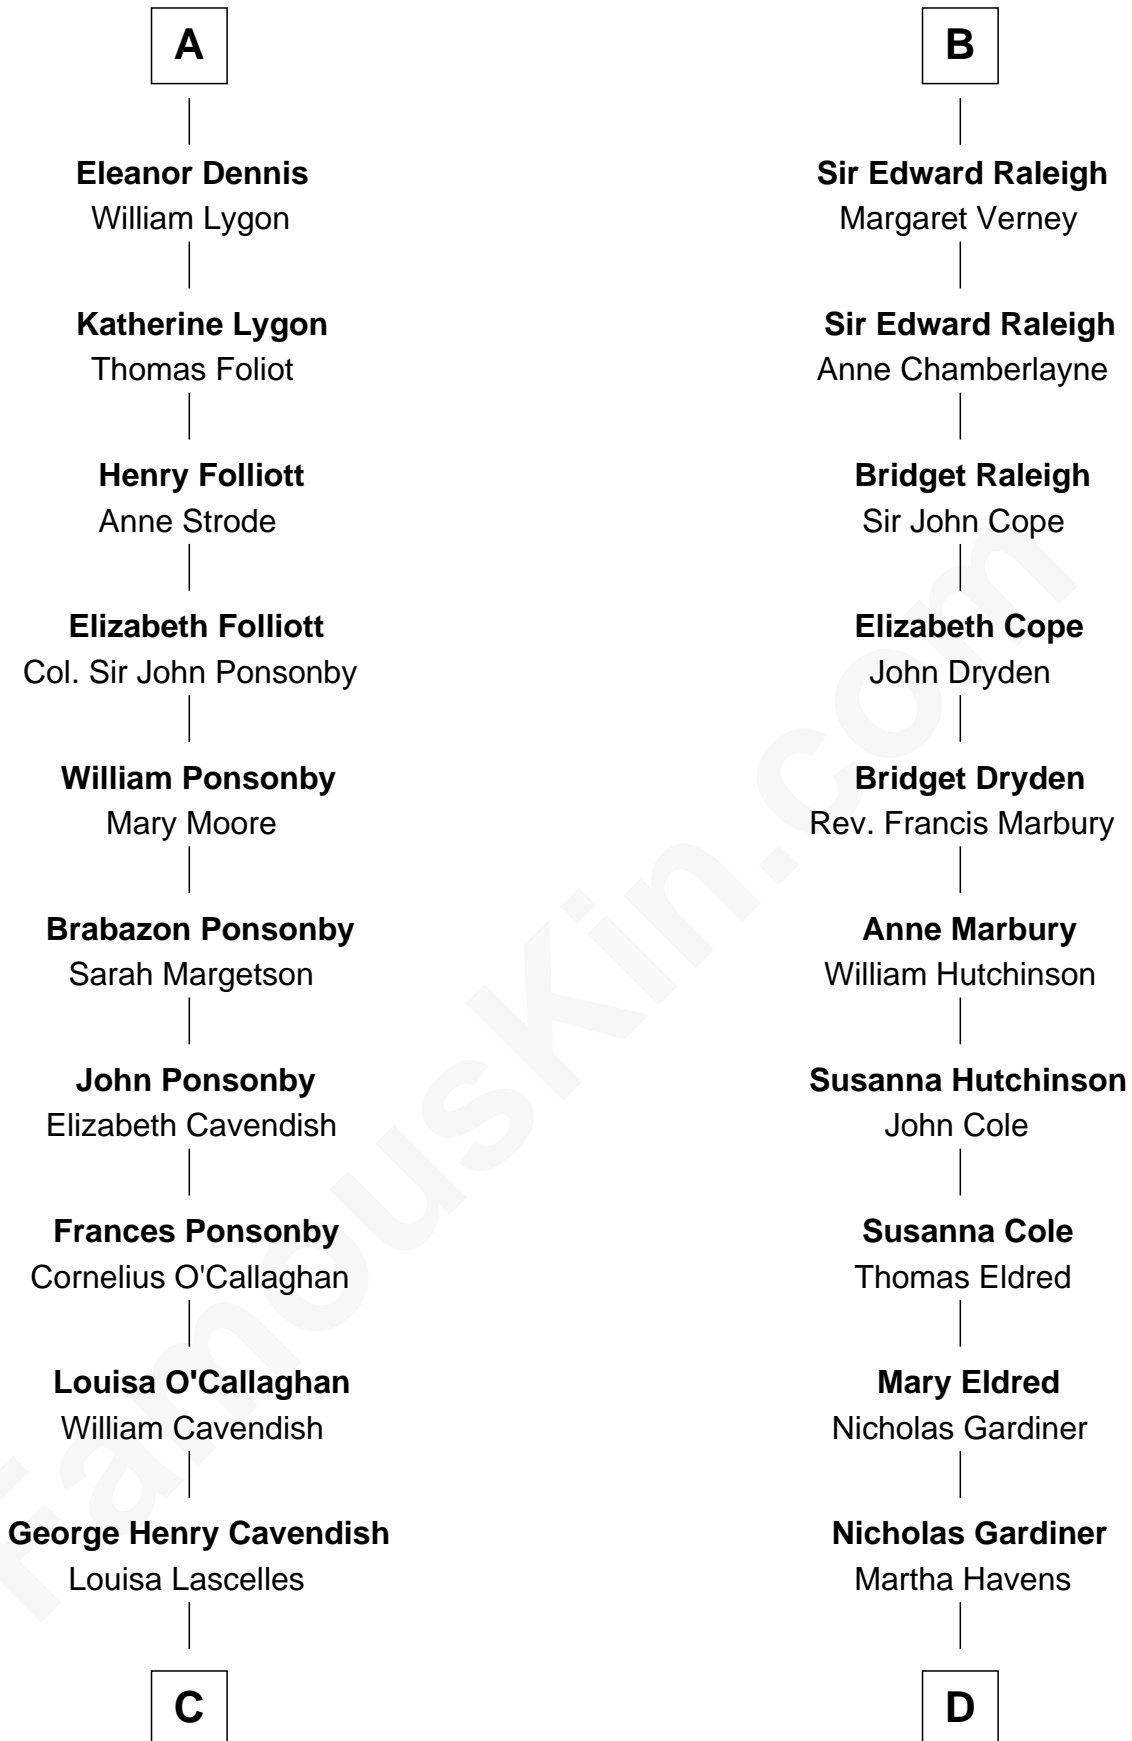 A
Eleanor Dennis
William Lygon
Katherine Lygon
Thomas Foliot
Henry Folliott
Anne Strode
Elizabeth Folliott
Col. Sir John Ponsonby
William Ponsonby
Mary Moore
Brabazon Ponsonby
Sarah Margetson
John Ponsonby
Elizabeth Cavendish
Frances Ponsonby
Cornelius O'Callaghan
Louisa O'Callaghan
William Cavendish
George Henry Cavendish
Louisa Lascelles
C
B
Sir Edward Raleigh
Margaret Verney
Sir Edward Raleigh
Anne Chamberlayne
Bridget Raleigh
Sir John Cope
Elizabeth Cope
John Dryden
Bridget Dryden
Rev. Francis Marbury
Anne Marbury
William Hutchinson
Susanna Hutchinson
John Cole
Susanna Cole
Thomas Eldred
Mary Eldred
Nicholas Gardiner
Nicholas Gardiner
Martha Havens
D
FamousKin.com